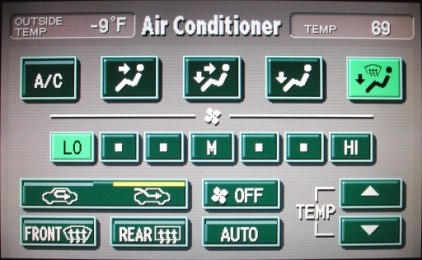 OUTSIDE TEMP -9°F Air Conditioner TEMP 69
A/C
LO M HI
OFF
TEMP
FRONT REAR AUTO